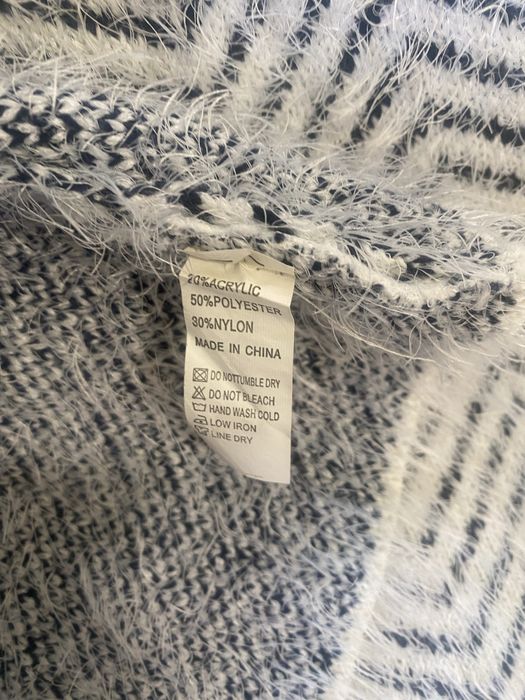 20%ACRYLIC
50%POLYESTER
30%NYLON
MADE IN CHINA
DO NOTTUMBLE DRY
DO NOT BLEACH
HAND WASH COLD
LOW IRON
LINE DRY